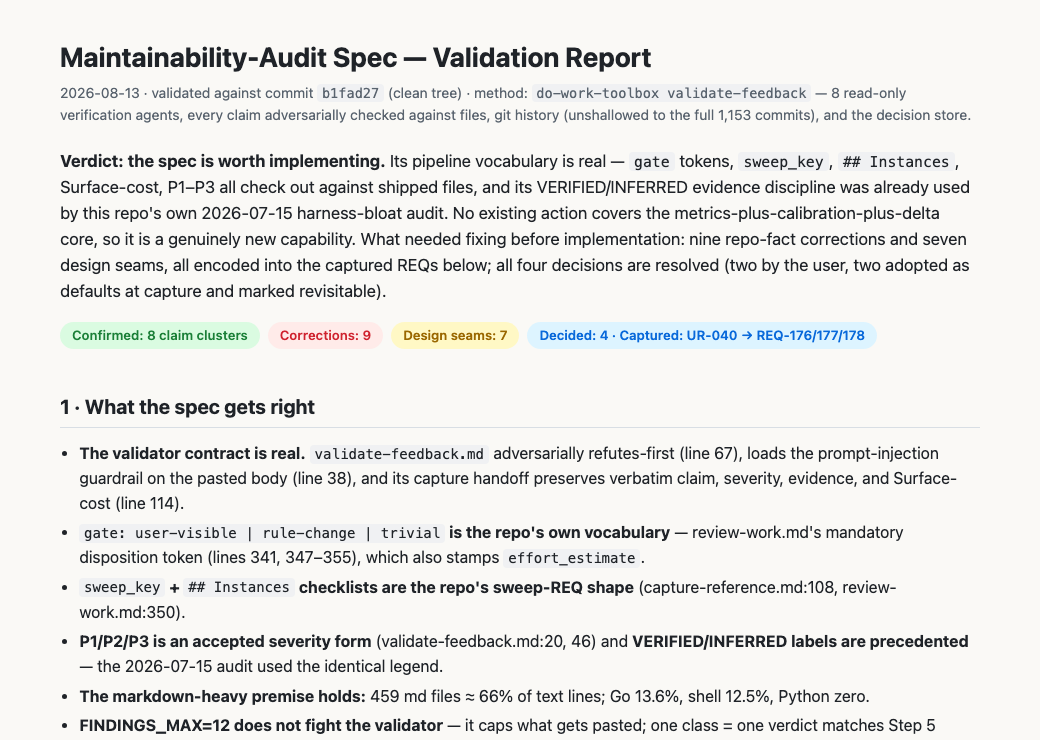 Maintainability-Audit Spec — Validation Report
2026-08-13 · validated against commit b1fad27 (clean tree) · method: do-work-toolbox validate-feedback — 8 read-only
verification agents, every claim adversarially checked against files, git history (unshallowed to the full 1,153 commits), and the decision store.
Verdict: the spec is worth implementing. Its pipeline vocabulary is real — gate tokens, sweep_key, ## Instances,
Surface-cost, P1–P3 all check out against shipped files, and its VERIFIED/INFERRED evidence discipline was already used
by this repo's own 2026-07-15 harness-bloat audit. No existing action covers the metrics-plus-calibration-plus-delta
core, so it is a genuinely new capability. What needed fixing before implementation: nine repo-fact corrections and seven
design seams, all encoded into the captured REQs below; all four decisions are resolved (two by the user, two adopted as
defaults at capture and marked revisitable).
Confirmed: 8 claim clusters Corrections: 9 Design seams: 7 Decided: 4 · Captured: UR-040 → REQ-176/177/178
1 · What the spec gets right
• The validator contract is real. validate-feedback.md adversarially refutes-first (line 67), loads the prompt-injection
guardrail on the pasted body (line 38), and its capture handoff preserves verbatim claim, severity, evidence, and Surface-
cost (line 114).
• gate: user-visible | rule-change | trivial is the repo's own vocabulary — review-work.md's mandatory
disposition token (lines 341, 347–355), which also stamps effort_estimate.
• sweep_key + ## Instances checklists are the repo's sweep-REQ shape (capture-reference.md:108, review-
work.md:350).
• P1/P2/P3 is an accepted severity form (validate-feedback.md:20, 46) and VERIFIED/INFERRED labels are precedented
— the 2026-07-15 audit used the identical legend.
• The markdown-heavy premise holds: 459 md files ≈ 66% of text lines; Go 13.6%, shell 12.5%, Python zero.
• FINDINGS_MAX=12 does not fight the validator — it caps what gets pasted; one class = one verdict matches Step 5